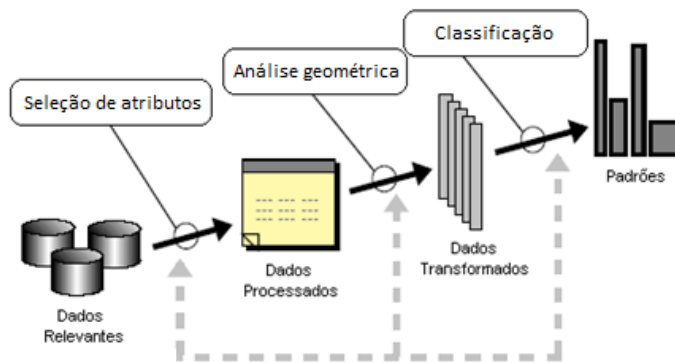 Classificação
Análise geométrica
Seleção de atributos
Padrões
Dados
Transformados
Dados
Processados
Dados
Relevantes